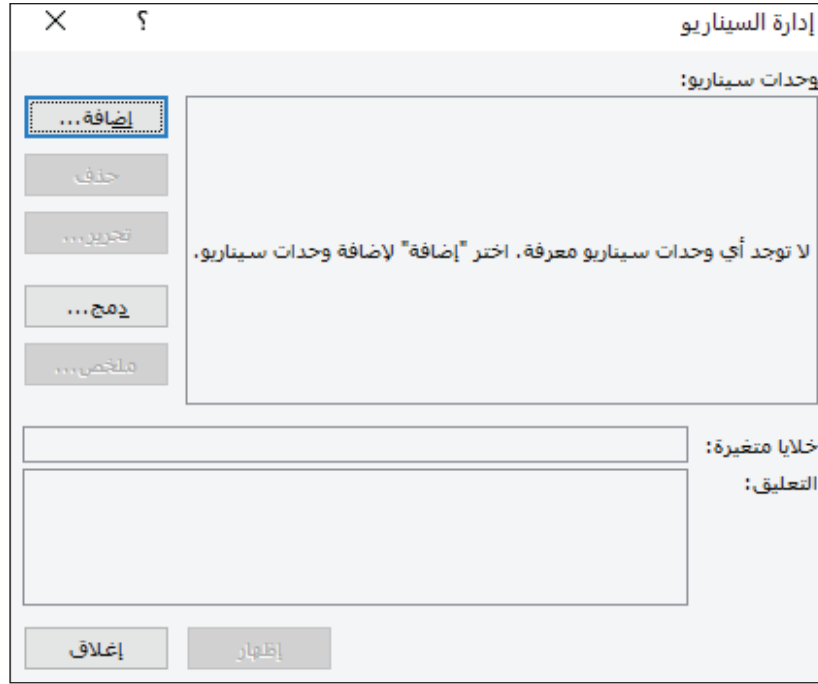 إدارة السيناريو
؟
وحدات سيناريو:
لا توجد أي وحدات سيناريو معرفة. اختر "إضافة" لإضافة وحدات سيناريو.
إضافة...
حذف
تحرير...
دمج...
ملخص...
خلايا متغيرة:
التعليق:
إظهار
إغلاق